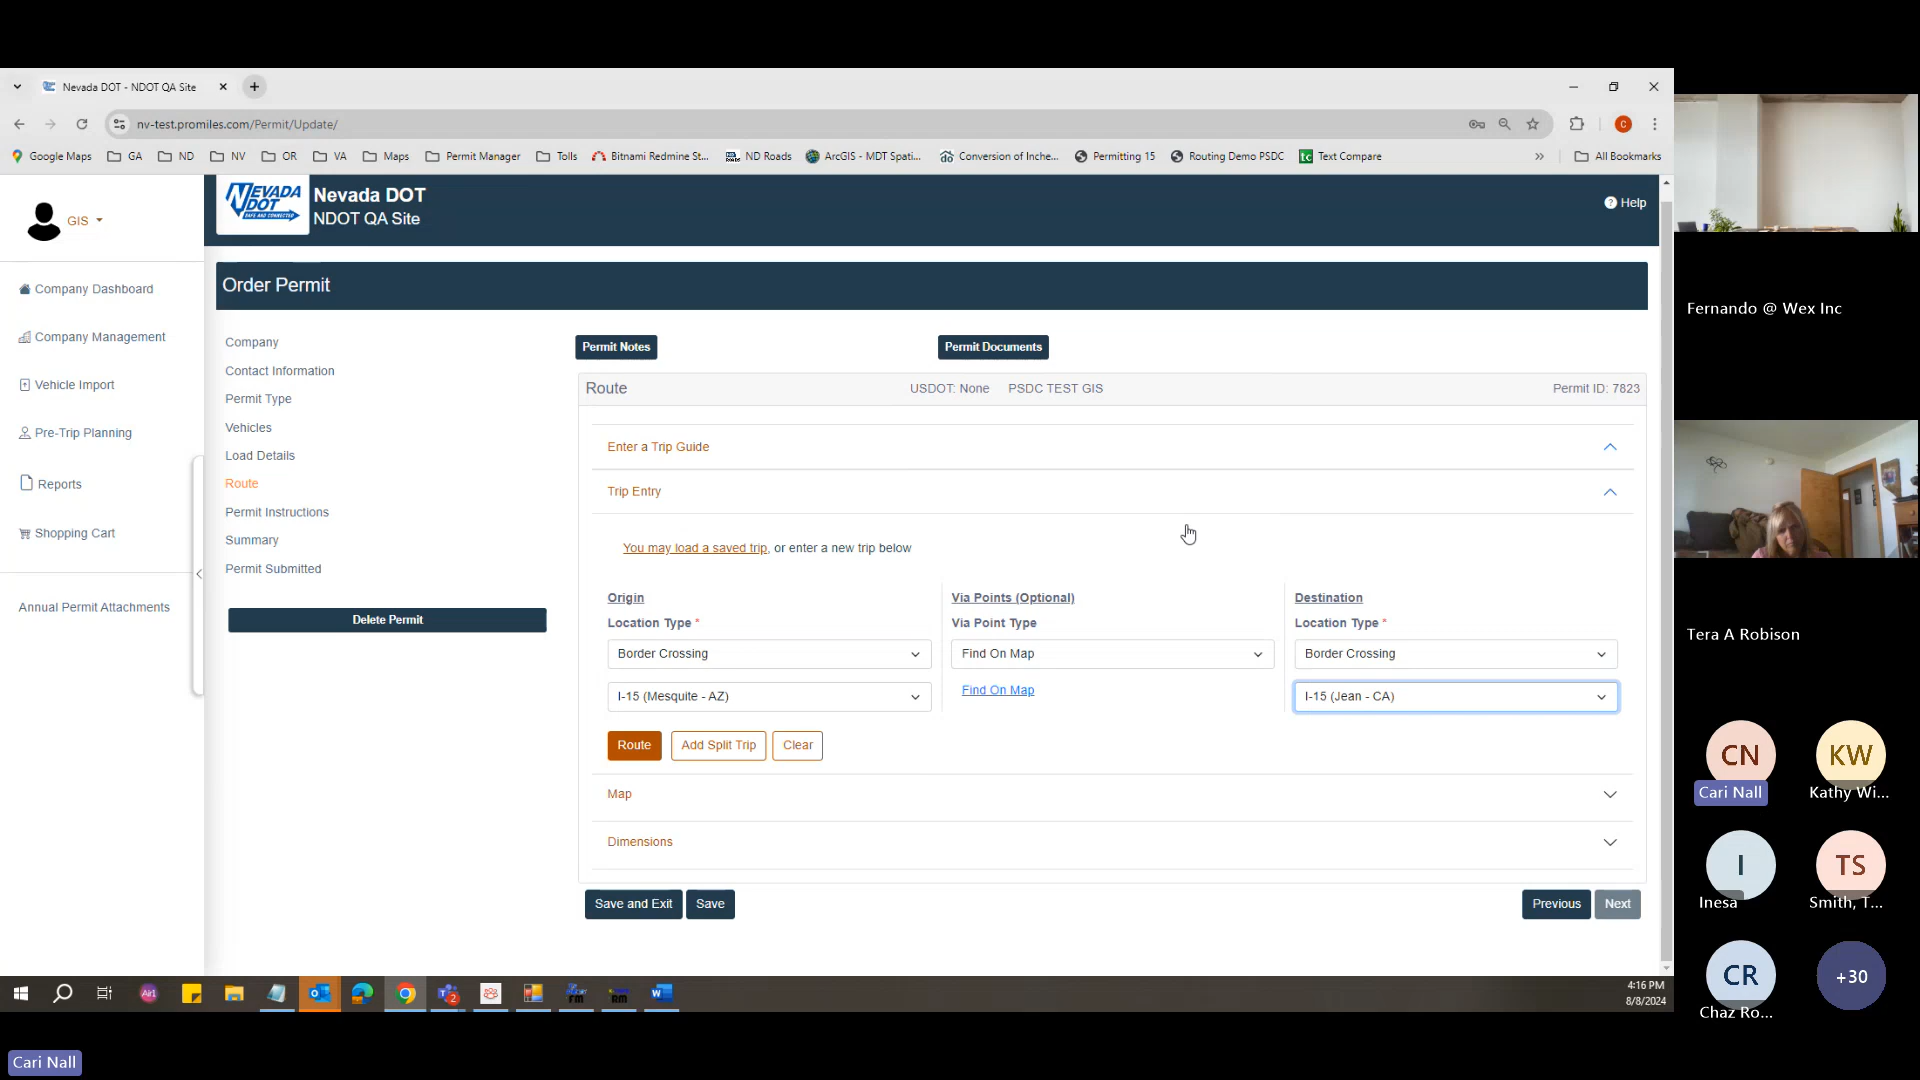 Nevada DOT - NDOT QA Site
nv-test.promiles.com/Permit/Update/
C
Google Maps GA ND NV OR VA Maps Permit Manager Tolls Bitnami Redmine St... ND Roads ArcGIS - MDT Spati... Conversion of Inche... Permitting 15 Routing Demo PSDC tc Text Compare » All Bookmarks
GIS
Company Dashboard
Company Management
Vehicle Import
Pre-Trip Planning
Reports
Shopping Cart
Annual Permit Attachments
NEVADA
DOT
SAFE AND CONNECTED
Nevada DOT
NDOT QA Site
Help
Order Permit
Company
Contact Information
Permit Type
Vehicles
Load Details
Route
Permit Instructions
Summary
Permit Submitted
Delete Permit
Permit Notes Permit Documents
Route USDOT: None PSDC TEST GIS Permit ID: 7823
Enter a Trip Guide
Trip Entry
You may load a saved trip, or enter a new trip below
Origin
Location Type *
Border Crossing
I-15 (Mesquite - AZ)
Via Points (Optional)
Via Point Type
Find On Map
Find On Map
Destination
Location Type *
Border Crossing
I-15 (Jean - CA)
Route Add Split Trip Clear
Map
Dimensions
Save and Exit Save Previous Next
4:16 PM
8/8/2024
Fernando @ Wex Inc
Tera A Robison
CN
Cari Nall
KW
Kathy Wi...
I
Inesa
TS
Smith, T...
CR
Chaz Ro...
+30
Cari Nall